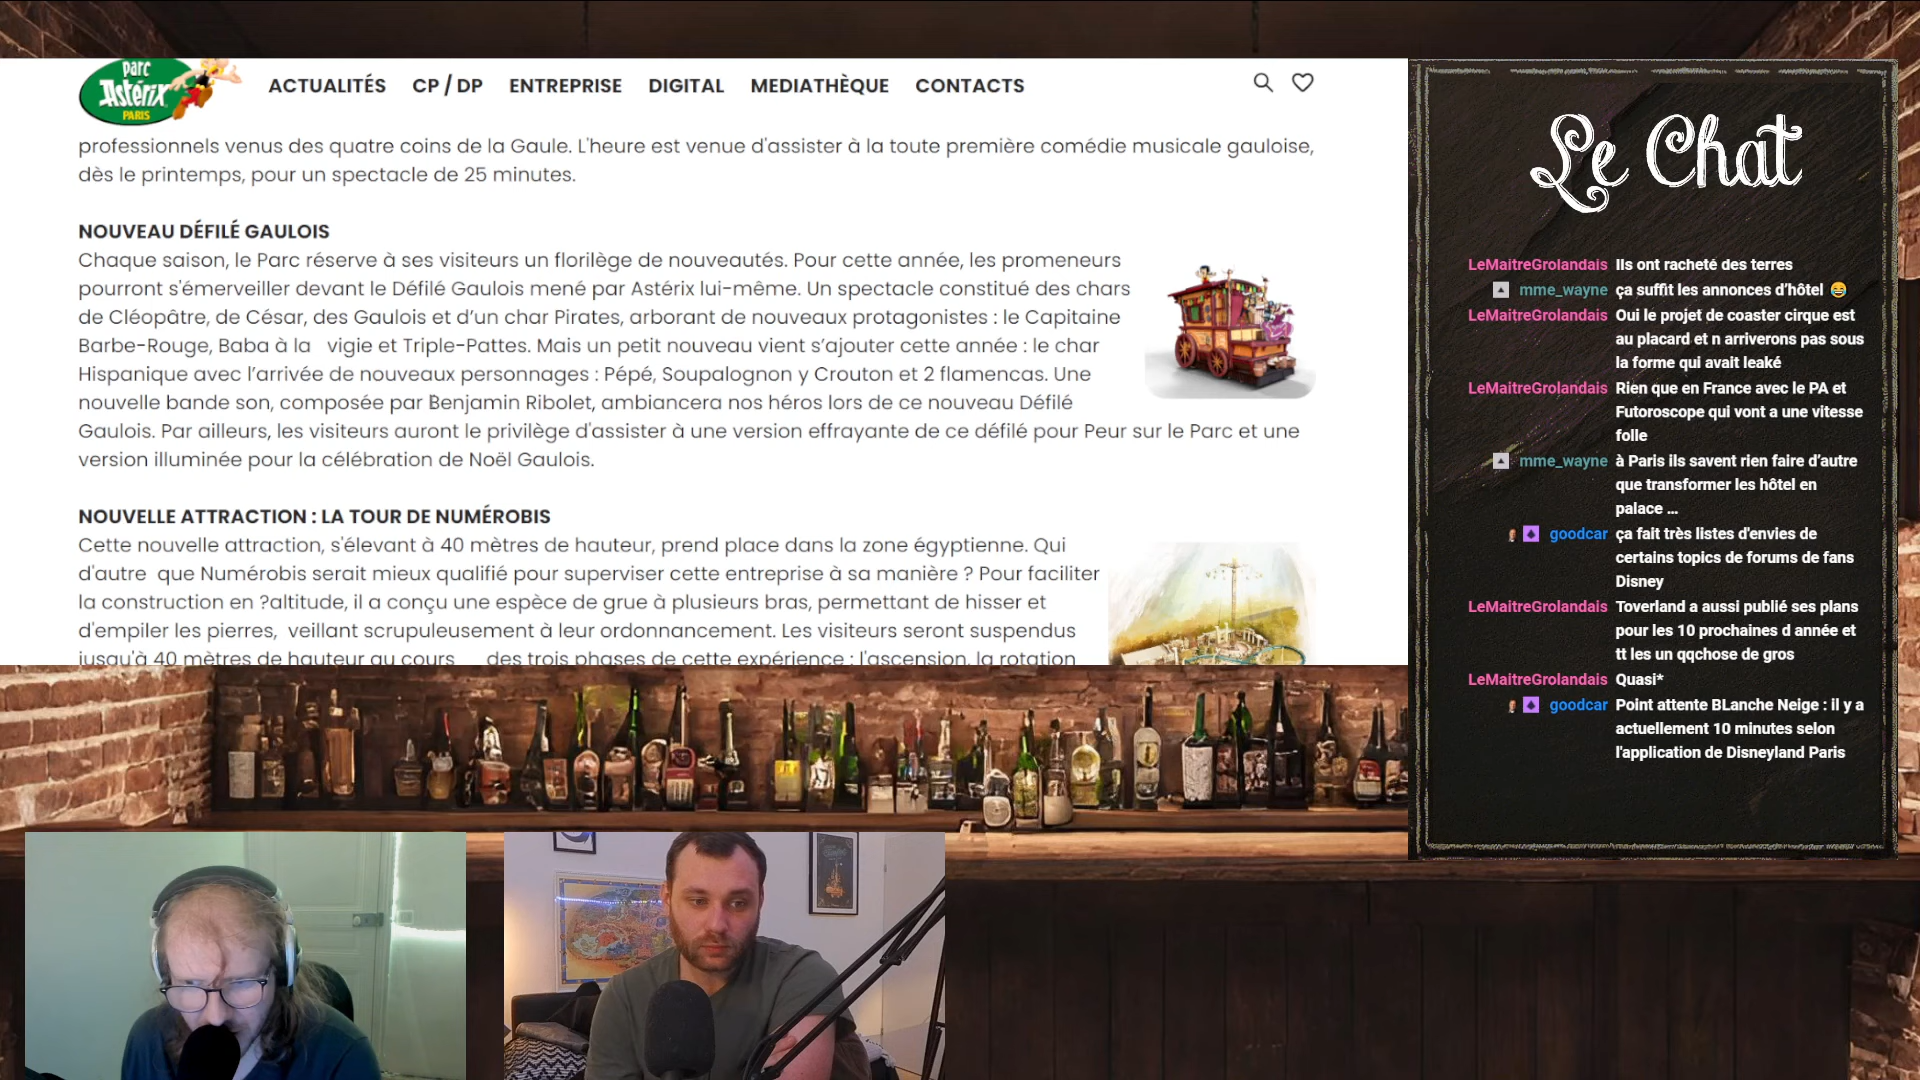 parc
Astérix
PARIS
ACTUALITÉS CP / DP ENTREPRISE DIGITAL MEDIATHÈQUE CONTACTS
professionnels venus des quatre coins de la Gaule. L'heure est venue d'assister à la toute première comédie musicale gauloise,
dès le printemps, pour un spectacle de 25 minutes.
NOUVEAU DÉFILÉ GAULOIS
Chaque saison, le Parc réserve à ses visiteurs un florilège de nouveautés. Pour cette année, les promeneurs
pourront s'émerveiller devant le Défilé Gaulois mené par Astérix lui-même. Un spectacle constitué des chars
de Cléopâtre, de César, des Gaulois et d’un char Pirates, arborant de nouveaux protagonistes : le Capitaine
Barbe-Rouge, Baba à la vigie et Triple-Pattes. Mais un petit nouveau vient s’ajouter cette année : le char
Hispanique avec l’arrivée de nouveaux personnages : Pépé, Soupalognon y Crouton et 2 flamencas. Une
nouvelle bande son, composée par Benjamin Ribolet, ambiancera nos héros lors de ce nouveau Défilé
Gaulois. Par ailleurs, les visiteurs auront le privilège d'assister à une version effrayante de ce défilé pour Peur sur le Parc et une
version illuminée pour la célébration de Noël Gaulois.
NOUVELLE ATTRACTION : LA TOUR DE NUMÉROBIS
Cette nouvelle attraction, s'élevant à 40 mètres de hauteur, prend place dans la zone égyptienne. Qui
d'autre que Numérobis serait mieux qualifié pour superviser cette entreprise à sa manière ? Pour faciliter
la construction en ?altitude, il a conçu une espèce de grue à plusieurs bras, permettant de hisser et
d'empiler les pierres, veillant scrupuleusement à leur ordonnancement. Les visiteurs seront suspendus
jusqu'à 40 mètres de hauteur au cours des trois phases de cette expérience : l'ascension, la rotation
Le Chat
LeMaitreGrolandais Ils ont racheté des terres
mme_wayne ça suffit les annonces d’hôtel 😂
LeMaitreGrolandais Oui le projet de coaster cirque est
au placard et n arriverons pas sous
la forme qui avait leaké
LeMaitreGrolandais Rien que en France avec le PA et
Futoroscope qui vont a une vitesse
folle
mme_wayne à Paris ils savent rien faire d’autre
que transformer les hôtel en
palace ...
goodcar ça fait très listes d'envies de
certains topics de forums de fans
Disney
LeMaitreGrolandais Toverland a aussi publié ses plans
pour les 10 prochaines d année et
tt les un qqchose de gros
LeMaitreGrolandais Quasi*
goodcar Point attente BLanche Neige : il y a
actuellement 10 minutes selon
l'application de Disneyland Paris